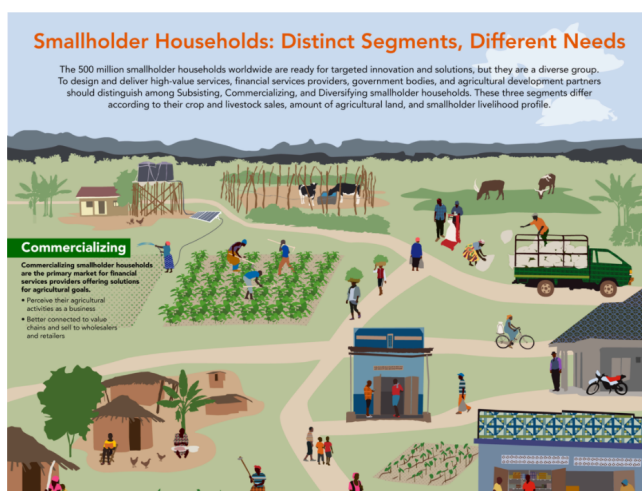 Smallholder Households: Distinct Segments, Different Needs
The 500 million smallholder households worldwide are ready for targeted innovation and solutions, but they are a diverse group.
To design and deliver high-value services, financial services providers, government bodies, and agricultural development partners
should distinguish among Subsisting, Commercializing, and Diversifying smallholder households. These three segments differ
according to their crop and livestock sales, amount of agricultural land, and smallholder livelihood profile.
Commercializing
Commercializing smallholder households
are the primary market for financial
services providers offering solutions
for agricultural goals.
• Perceive their agricultural
activities as a business
• Better connected to value
chains and sell to wholesalers
and retailers